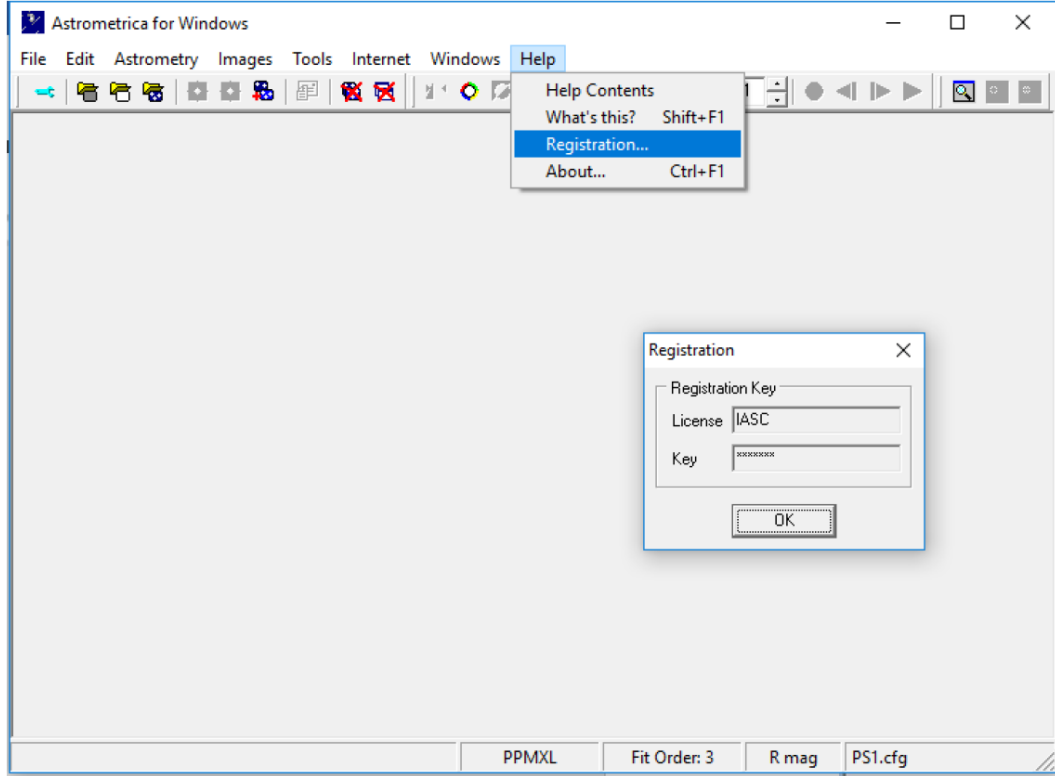 Astrometrica for Windows
File Edit Astrometry Images Tools Internet Windows Help
Help Contents
What's this? Shift+F1
Registration...
About... Ctrl+F1
1
Registration
Registration Key
License IASC
Key *******
OK
PPMXL Fit Order: 3 R mag PS1.cfg